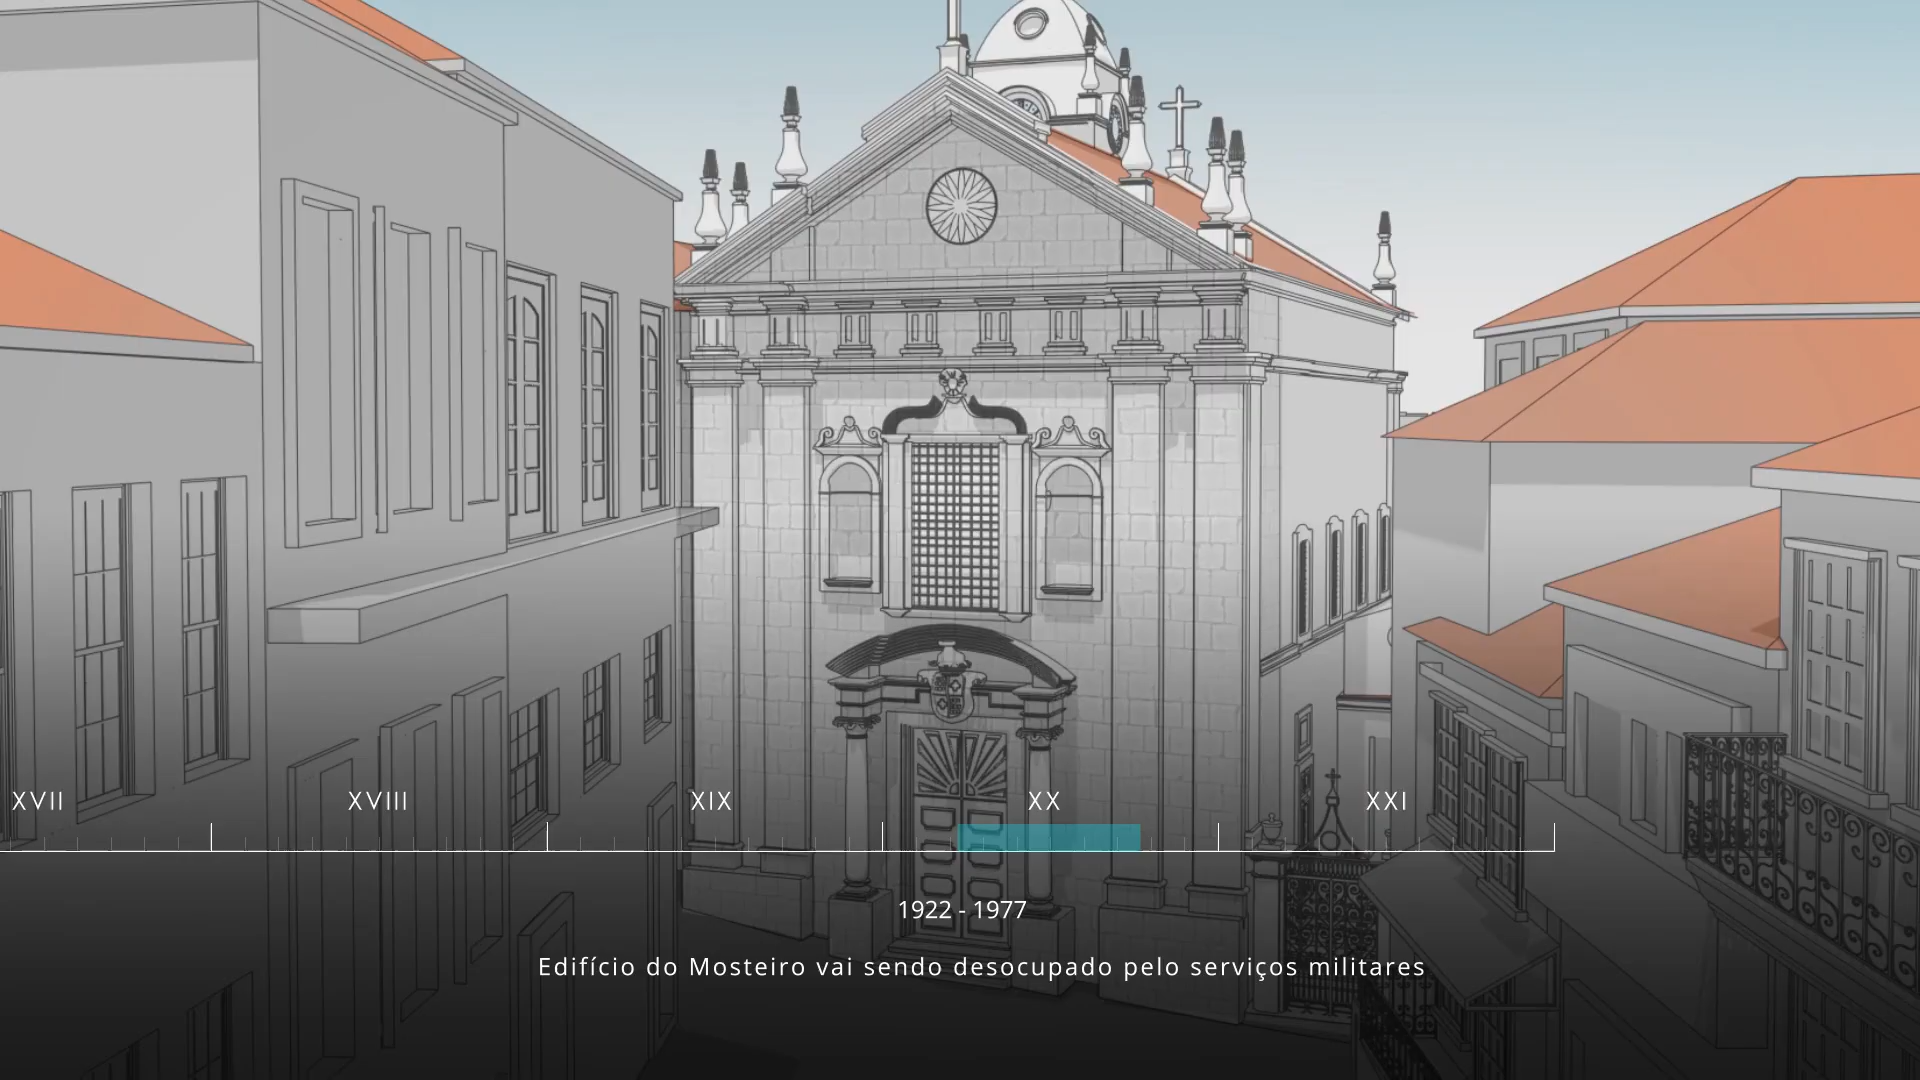 XVII XVIII XIX XX XXI
1922 - 1977
Edifício do Mosteiro vai sendo desocupado pelo serviços militares